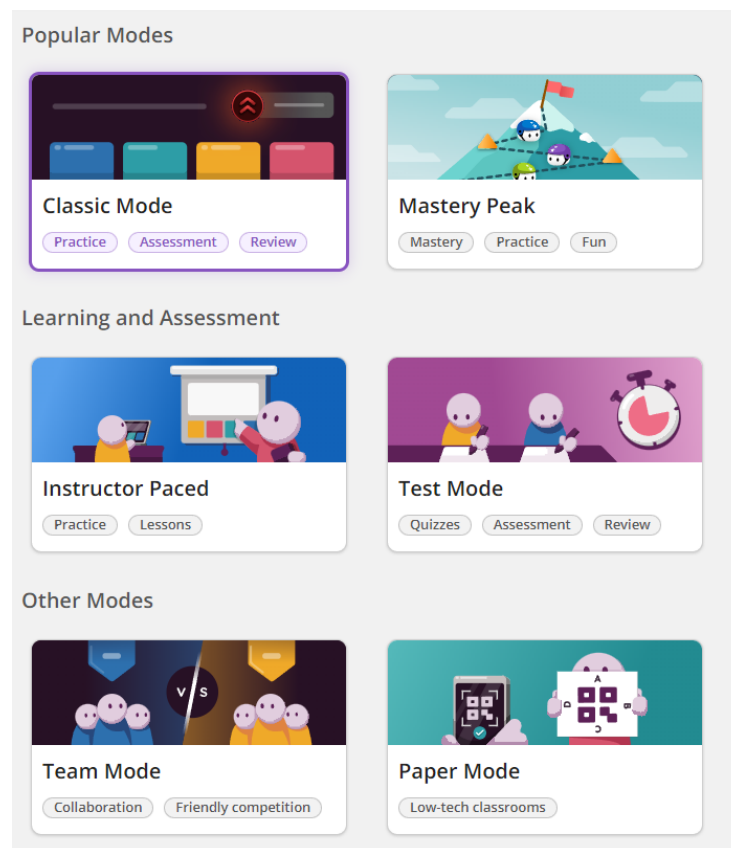 Popular Modes
Classic Mode
Practice Assessment Review
Mastery Peak
Mastery Practice Fun
Learning and Assessment
Instructor Paced
Practice Lessons
Test Mode
Quizzes Assessment Review
Other Modes
V S
Team Mode
Collaboration Friendly competition
A
B
C
D
Paper Mode
Low-tech classrooms